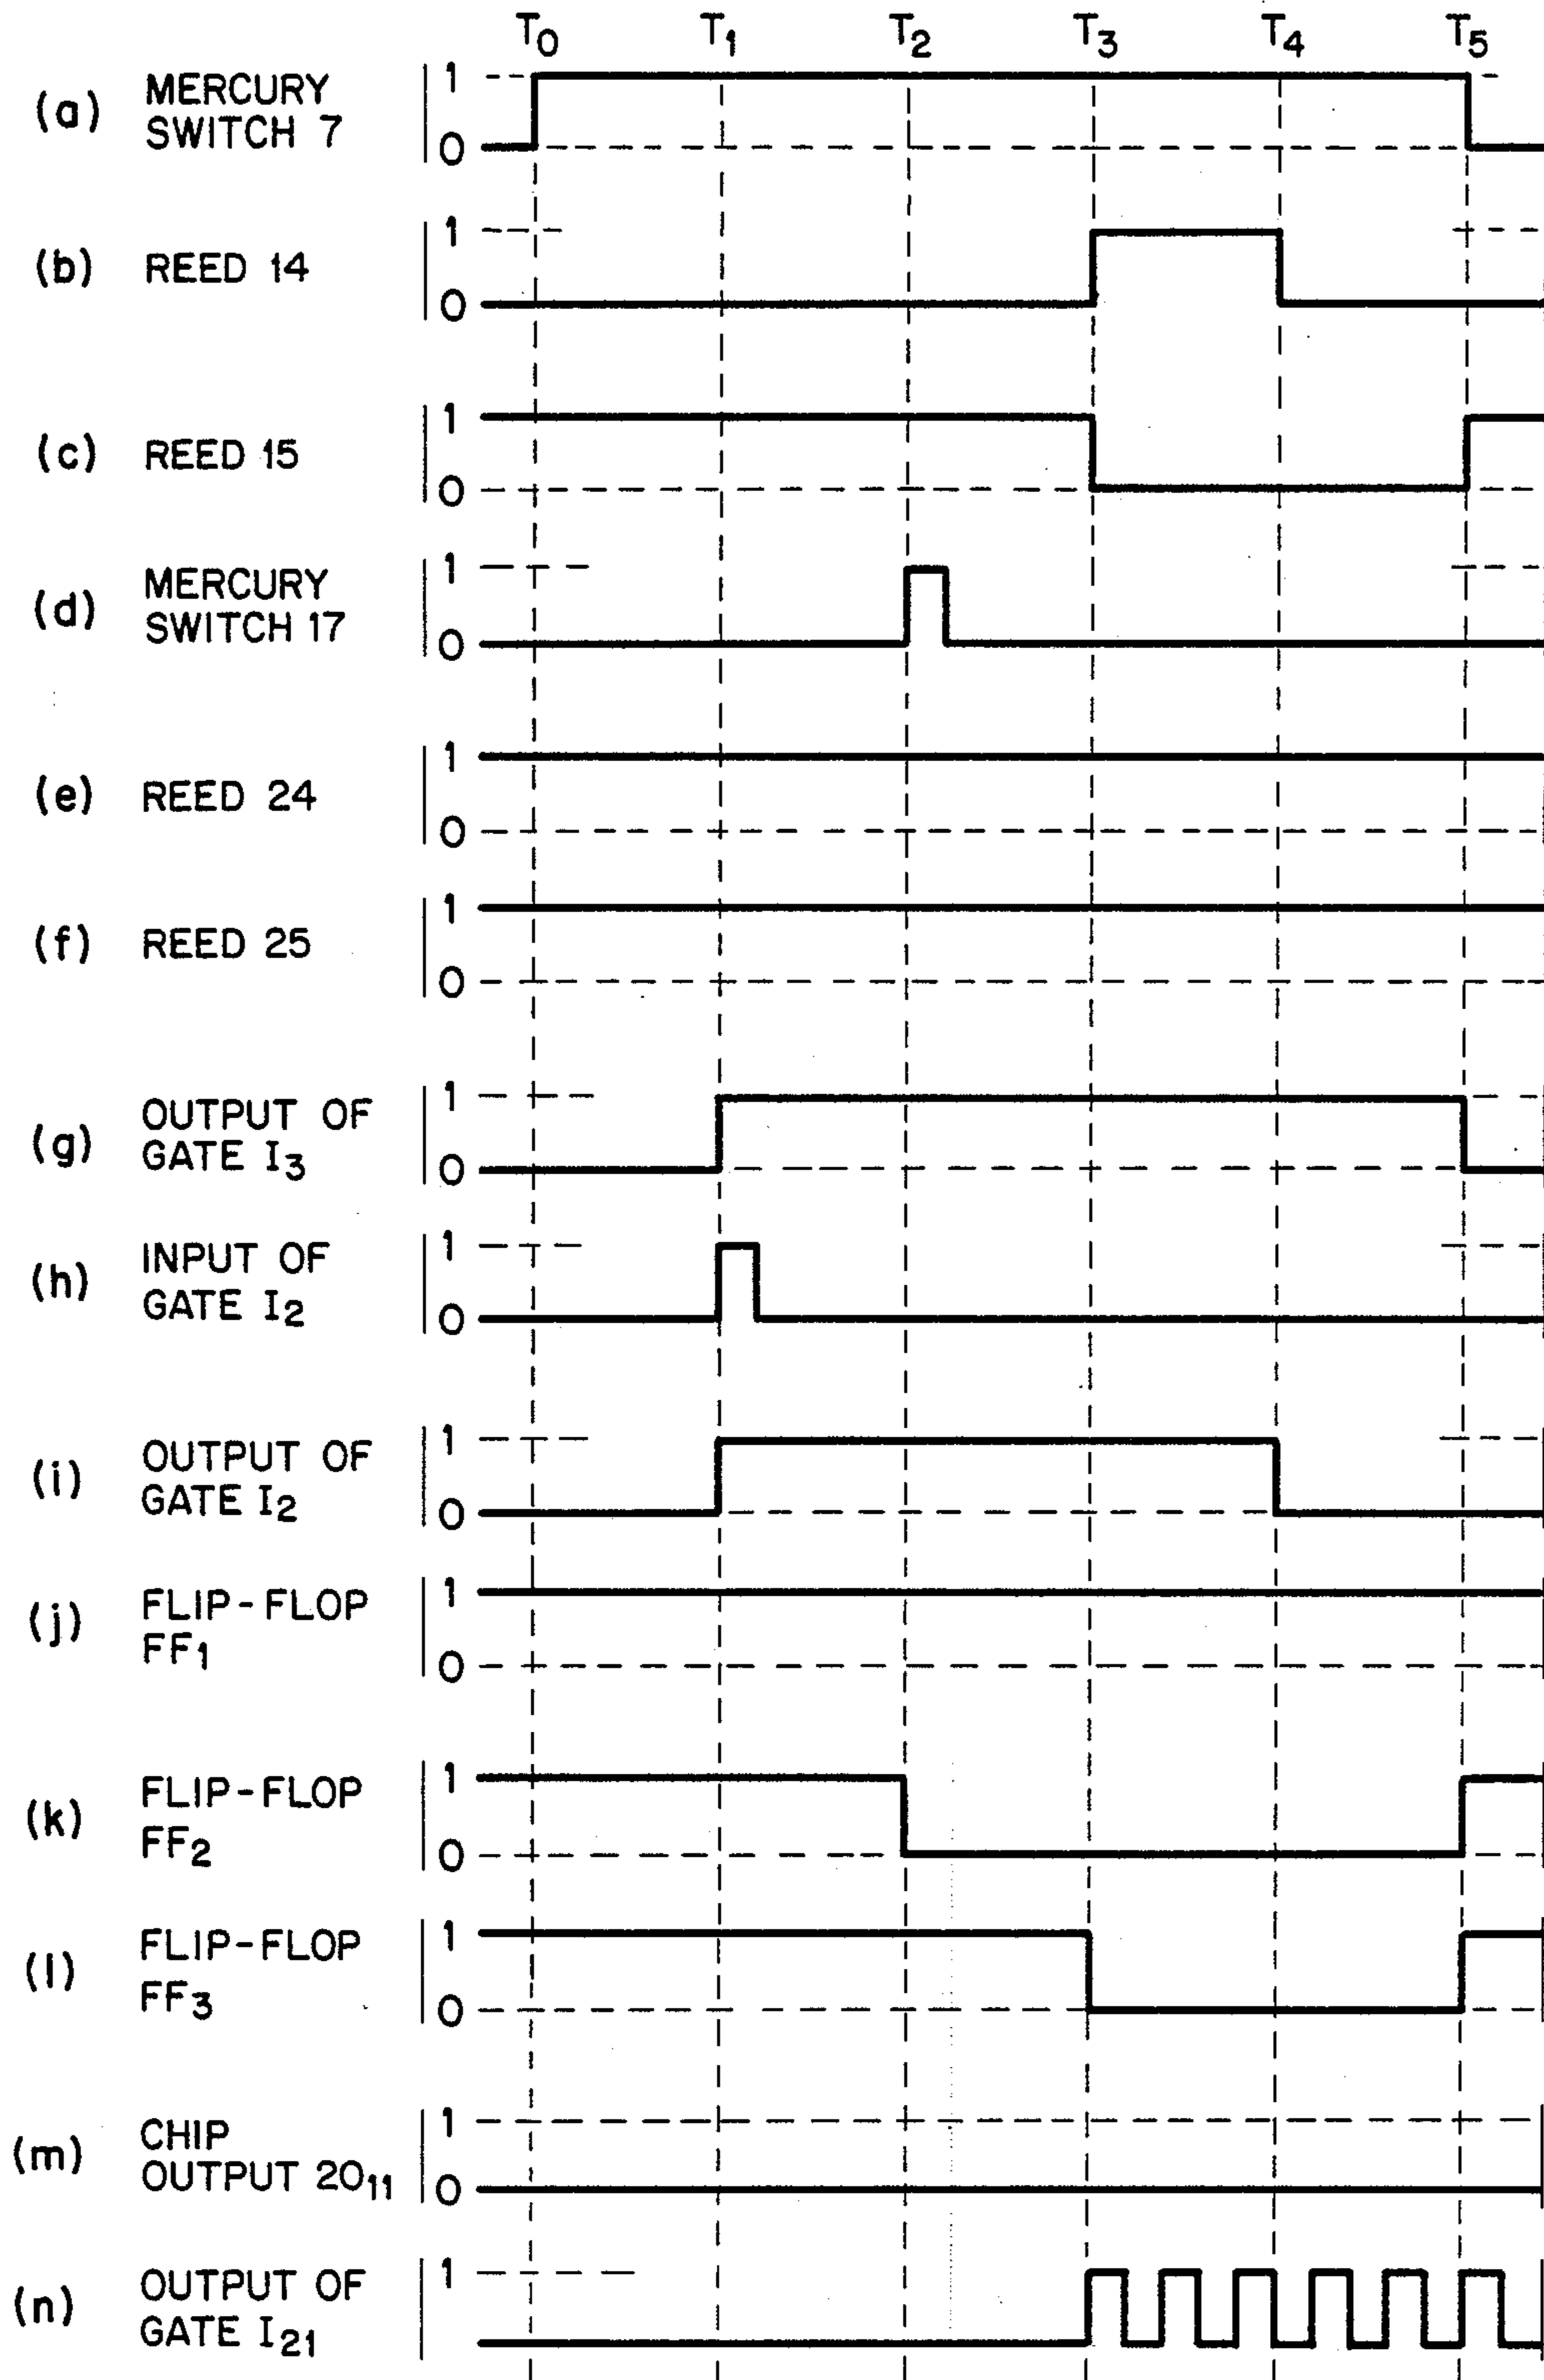 T0 T1 T2 T3 T4 T5
(a) MERCURY SWITCH 7 1 0
(b) REED 14 1 0
(c) REED 15 1 0
(d) MERCURY SWITCH 17 1 0
(e) REED 24 1 0
(f) REED 25 1 0
(g) OUTPUT OF GATE I3 1 0
(h) INPUT OF GATE I2 1 0
(i) OUTPUT OF GATE I2 1 0
(j) FLIP-FLOP FF1 1 0
(k) FLIP-FLOP FF2 1 0
(l) FLIP-FLOP FF3 1 0
(m) CHIP OUTPUT 2011 1 0
(n) OUTPUT OF GATE I21 1